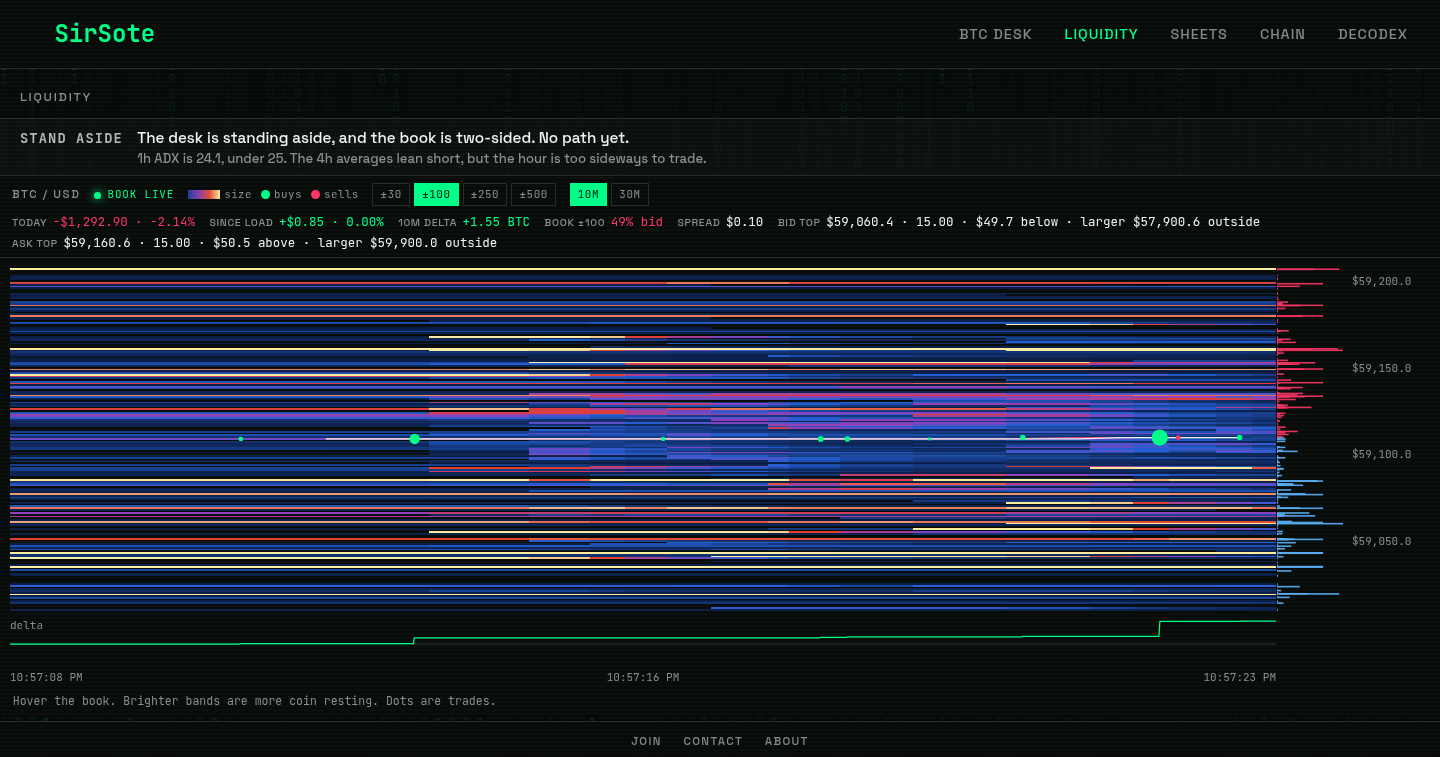 SirSote
BTC DESK LIQUIDITY SHEETS CHAIN DECODEX
LIQUIDITY
STAND ASIDE The desk is standing aside, and the book is two-sided. No path yet.
1h ADX is 24.1, under 25. The 4h averages lean short, but the hour is too sideways to trade.
BTC / USD BOOK LIVE size buys sells ±30 ±100 ±250 ±500 10M 30M
TODAY -$1,292.90 · -2.14% SINCE LOAD +$0.85 · 0.00% 10M DELTA +1.55 BTC BOOK ±100 49% bid SPREAD $0.10 BID TOP $59,060.4 · 15.00 · $49.7 below · larger $57,900.6 outside
ASK TOP $59,160.6 · 15.00 · $50.5 above · larger $59,900.0 outside
$59,200.0
$59,150.0
$59,100.0
$59,050.0
delta
10:57:08 PM 10:57:16 PM 10:57:23 PM
Hover the book. Brighter bands are more coin resting. Dots are trades.
JOIN CONTACT ABOUT